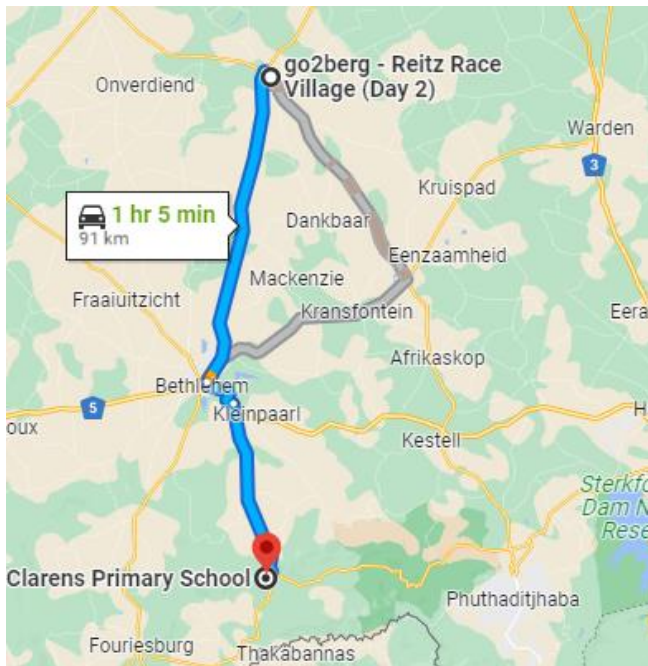 go2berg - Reitz Race
Village (Day 2)
Onverdiend
Warden
3
Kruispad
1 hr 5 min
91 km
Dankbaar
Eenzaamheid
Mackenzie
Fraaiuitzicht
Kransfontein
Eera
Afrikaskop
Bethlehem
5
Kleinpaarl
oux
H
Kestell
Sterkfo
Dam N
Rese
Clarens Primary School
Phuthaditjhaba
Fouriesburg
Thakabannas